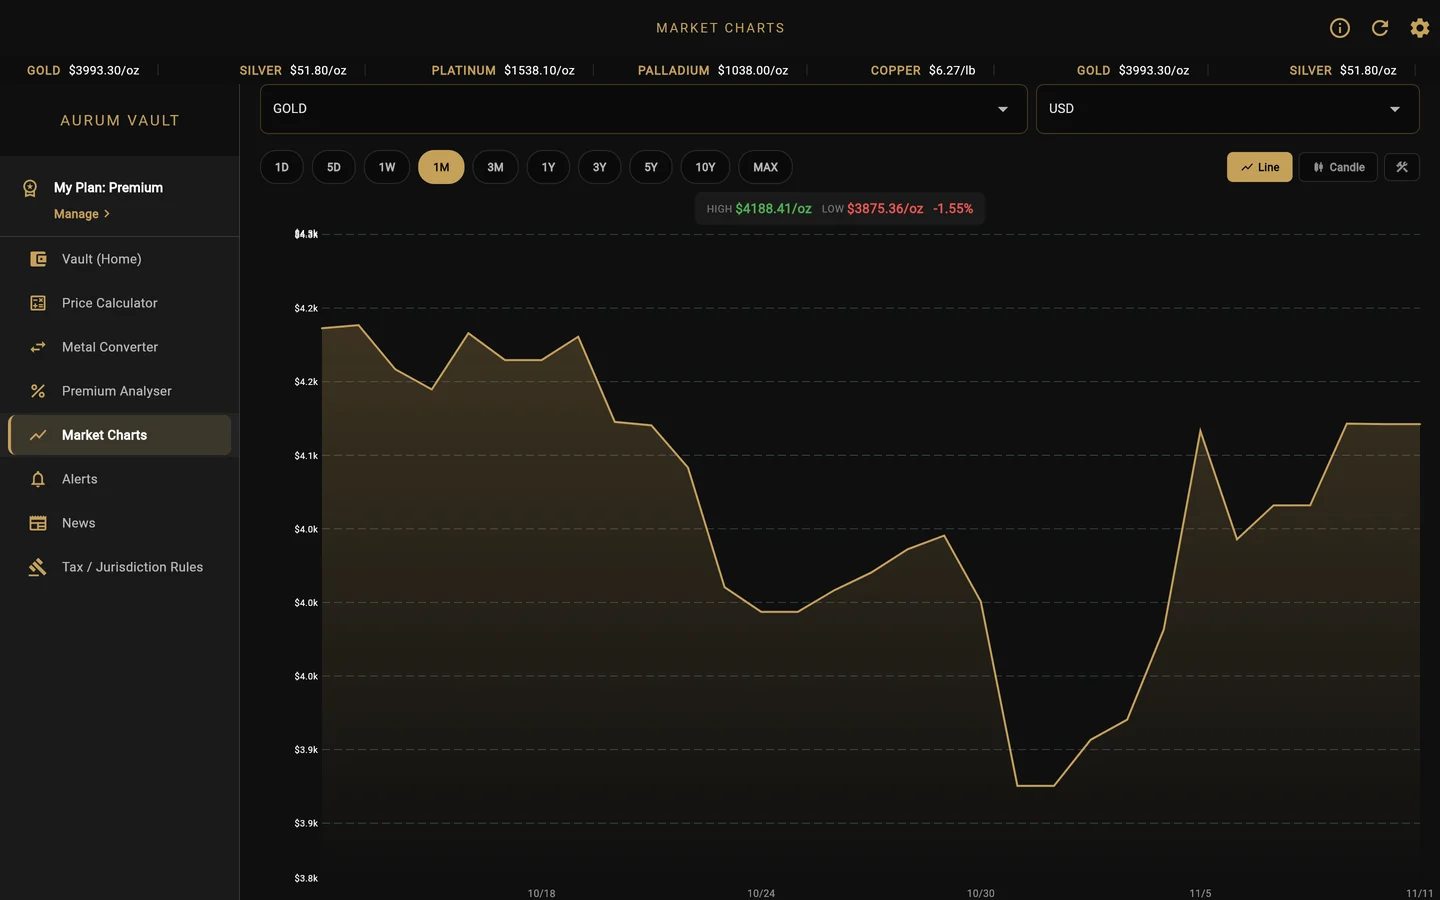 MARKET CHARTS
GOLD $3993.30/oz SILVER $51.80/oz PLATINUM $1538.10/oz PALLADIUM $1038.00/oz COPPER $6.27/lb GOLD $3993.30/oz SILVER $51.80/oz
AURUM VAULT
My Plan: Premium
Manage
Vault (Home)
Price Calculator
Metal Converter
Premium Analyser
Market Charts
Alerts
News
Tax / Jurisdiction Rules
GOLD USD
1D 5D 1W 1M 3M 1Y 3Y 5Y 10Y MAX Line Candle
HIGH $4188.41/oz LOW $3875.36/oz -1.55%
$4.2k
$4.2k
$4.1k
$4.0k
$4.0k
$4.0k
$3.9k
$3.9k
$3.8k
10/18 10/24 10/30 11/5 11/11